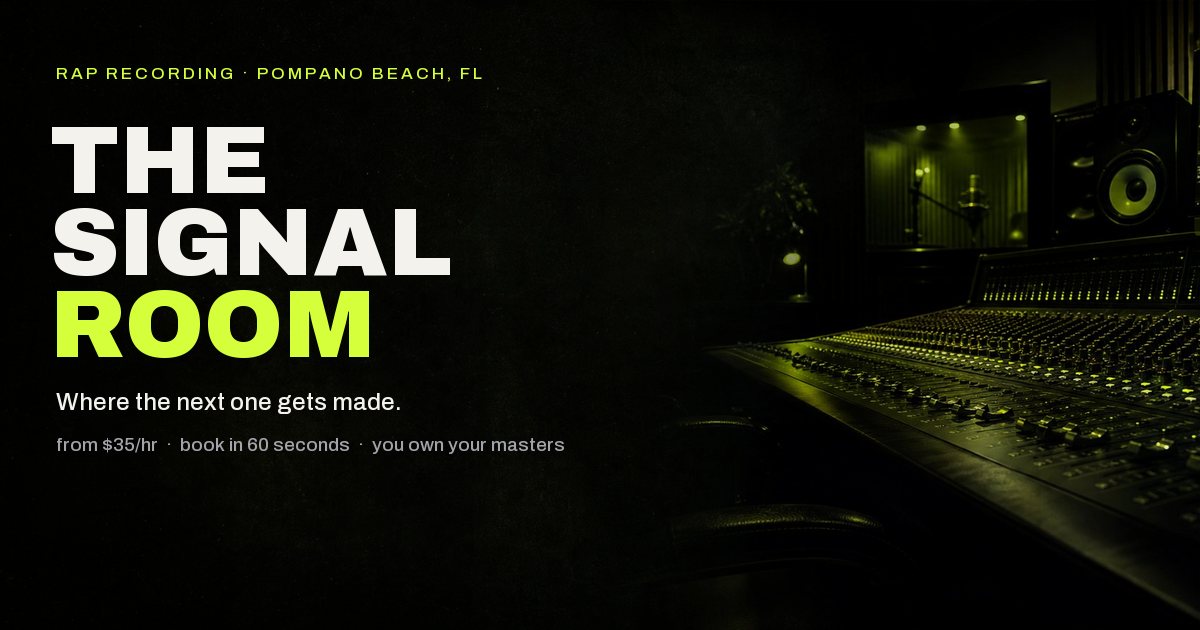 RAP RECORDING · POMPANO BEACH, FL
THE
SIGNAL
ROOM
Where the next one gets made.
from $35/hr · book in 60 seconds · you own your masters